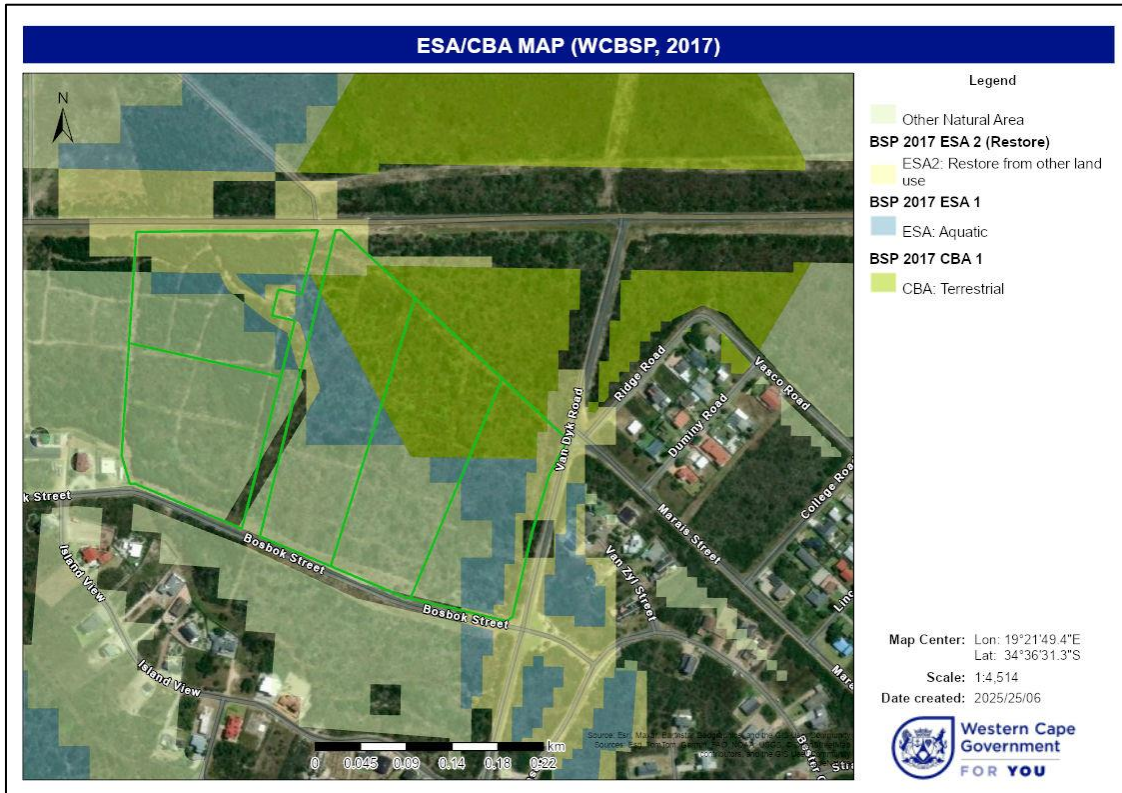 ESA/CBA MAP (WCBSP, 2017)
N
Legend
Other Natural Area
BSP 2017 ESA 2 (Restore)
ESA2: Restore from other land
use
BSP 2017 ESA 1
ESA: Aquatic
BSP 2017 CBA 1
CBA: Terrestrial
Ridge Road
Vasco Road
Duminy Road
Van Dyk Road
College Road
Marais Street
k Street
Bosbok Street
Van Zyl Street
Island View
Bosbok Street
Island View
km
0 0.045 0.09 0.14 0.18 0.22
Map Center: Lon: 19°21'49.4"E
Lat: 34°36'31.3"S
Scale: 1:4,514
Date created: 2025/25/06
Western Cape
Government
FOR YOU